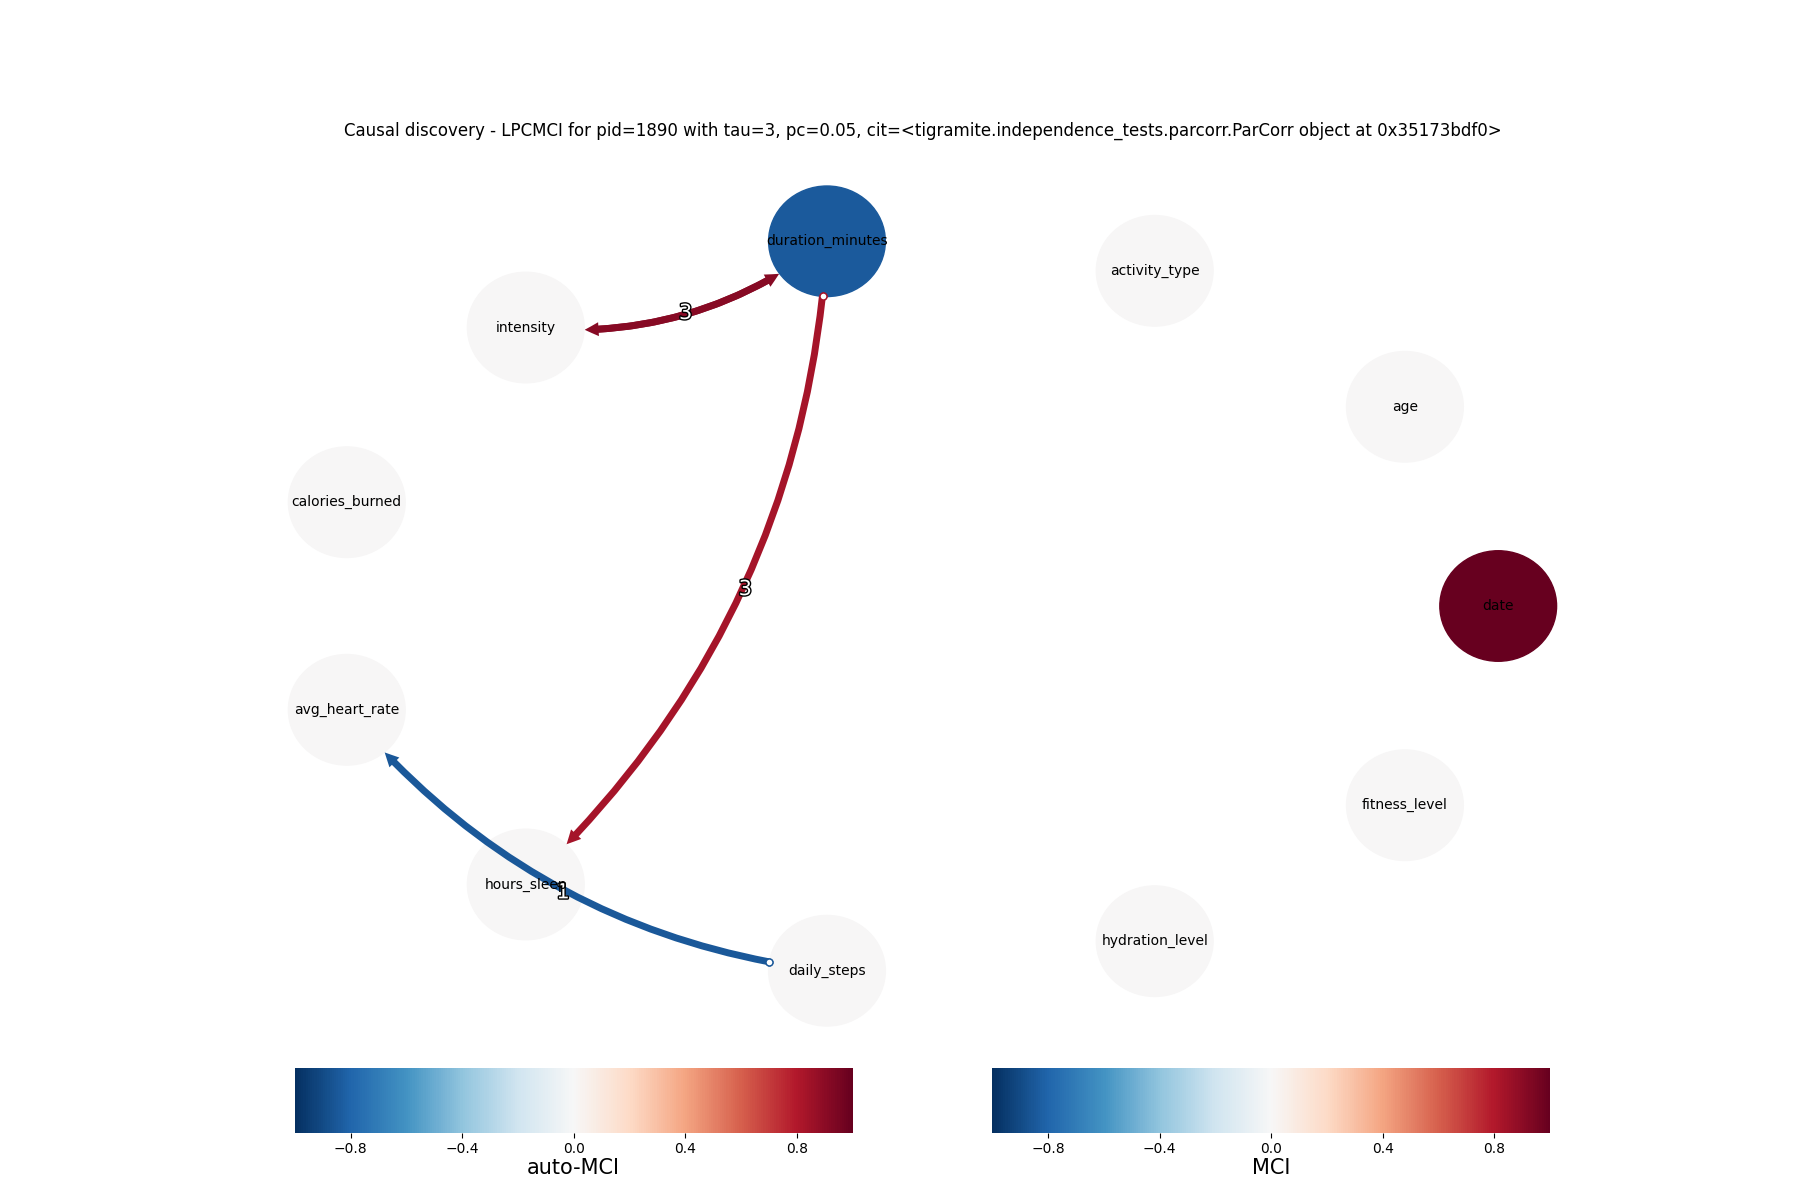 Causal discovery - LPCMCI for pid=1890 with tau=3, pc=0.05, cit=<tigramite.independence_tests.parcorr.ParCorr object at 0x35173bdf0>
duration_minutes
activity_type
intensity
3
age
calories_burned
3
date
avg_heart_rate
fitness_level
hours_sleep
1
hydration_level
daily_steps
−0.8 −0.4 0.0 0.4 0.8
auto-MCI
−0.8 −0.4 0.0 0.4 0.8
MCI